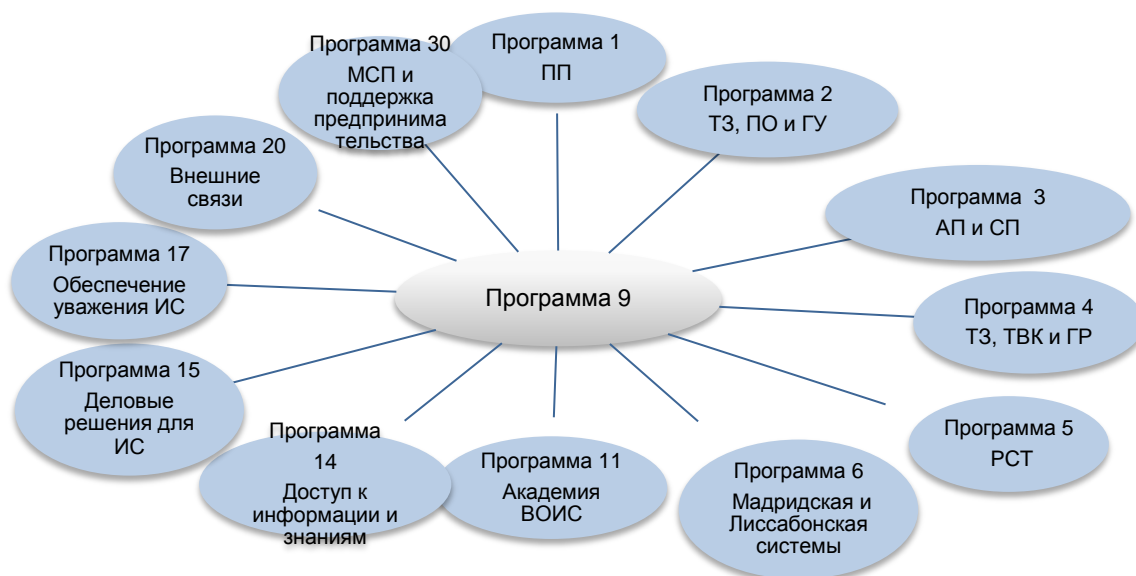 Программа 30
МСП и
поддержка
предпринима
тельства
Программа 1
ПП
Программа 2
ТЗ, ПО и ГУ
Программа 3
АП и СП
Программа 4
ТЗ, ТВК и ГР
Программа 5
PCT
Программа 6
Мадридская и
Лиссабонская
системы
Программа 11
Академия
ВОИС
Программа
14
Доступ к
информации и
знаниям
Программа 15
Деловые
решения для
ИС
Программа 17
Обеспечение
уважения ИС
Программа 20
Внешние
связи
Программа 9